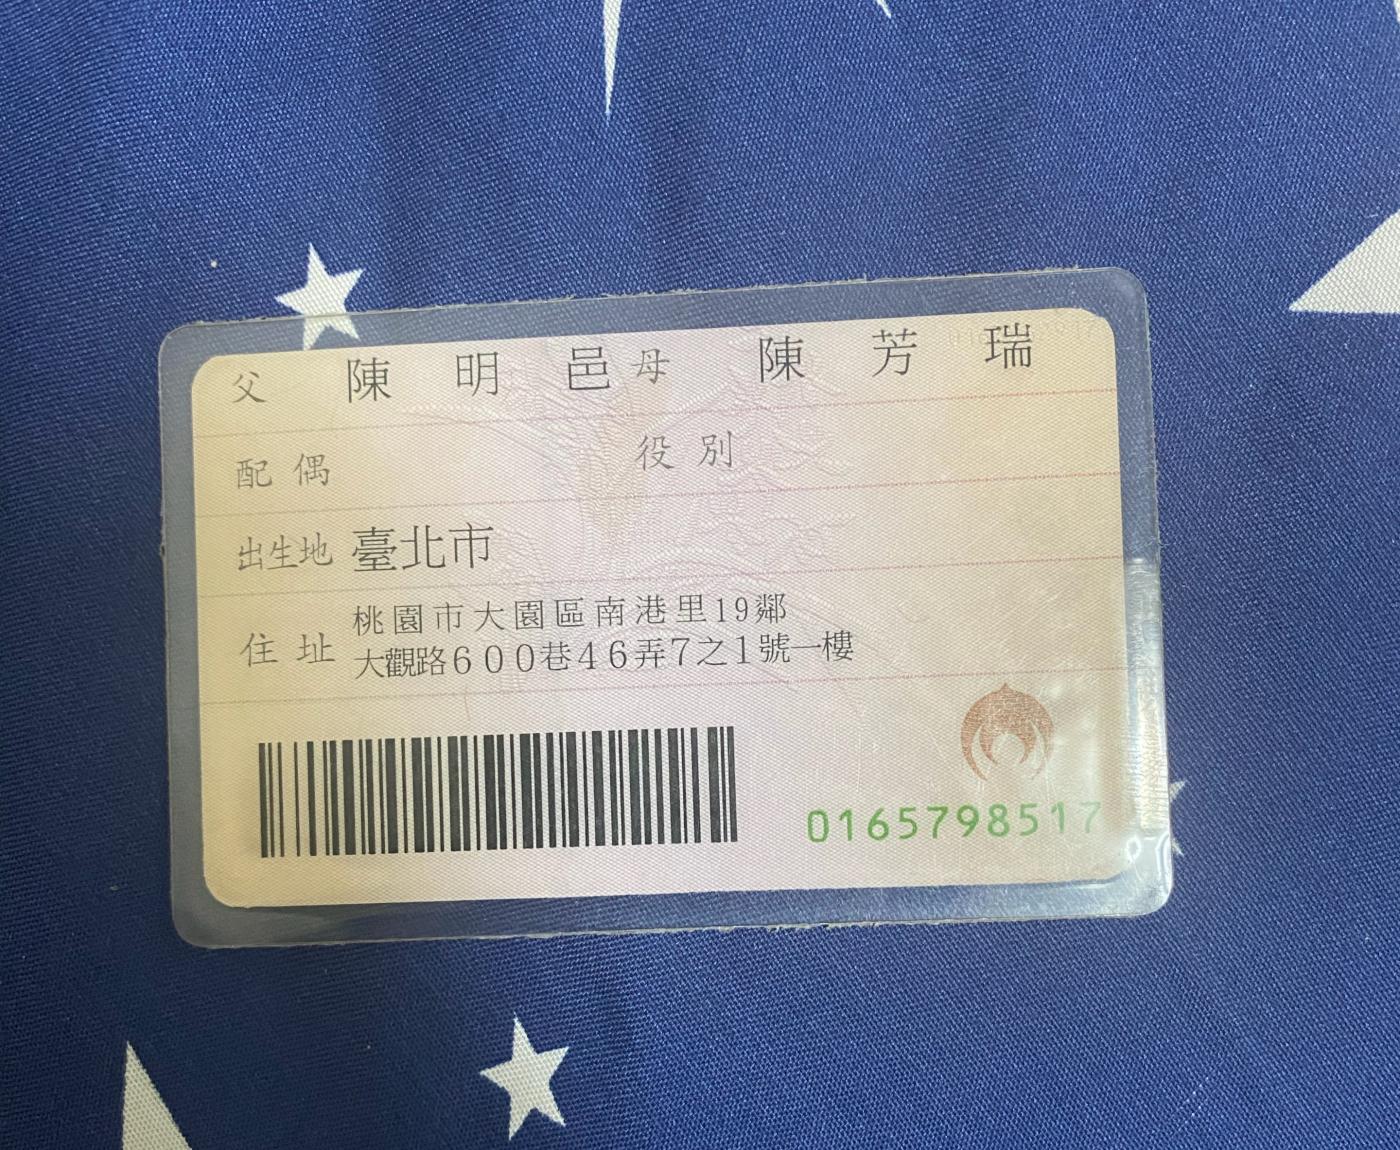 父 陳明邑 母 陳芳瑞
配偶 役別
出生地 臺北市
住址 桃園市大園區南港里19鄰
大觀路600巷46弄7之1號一樓
0165798517